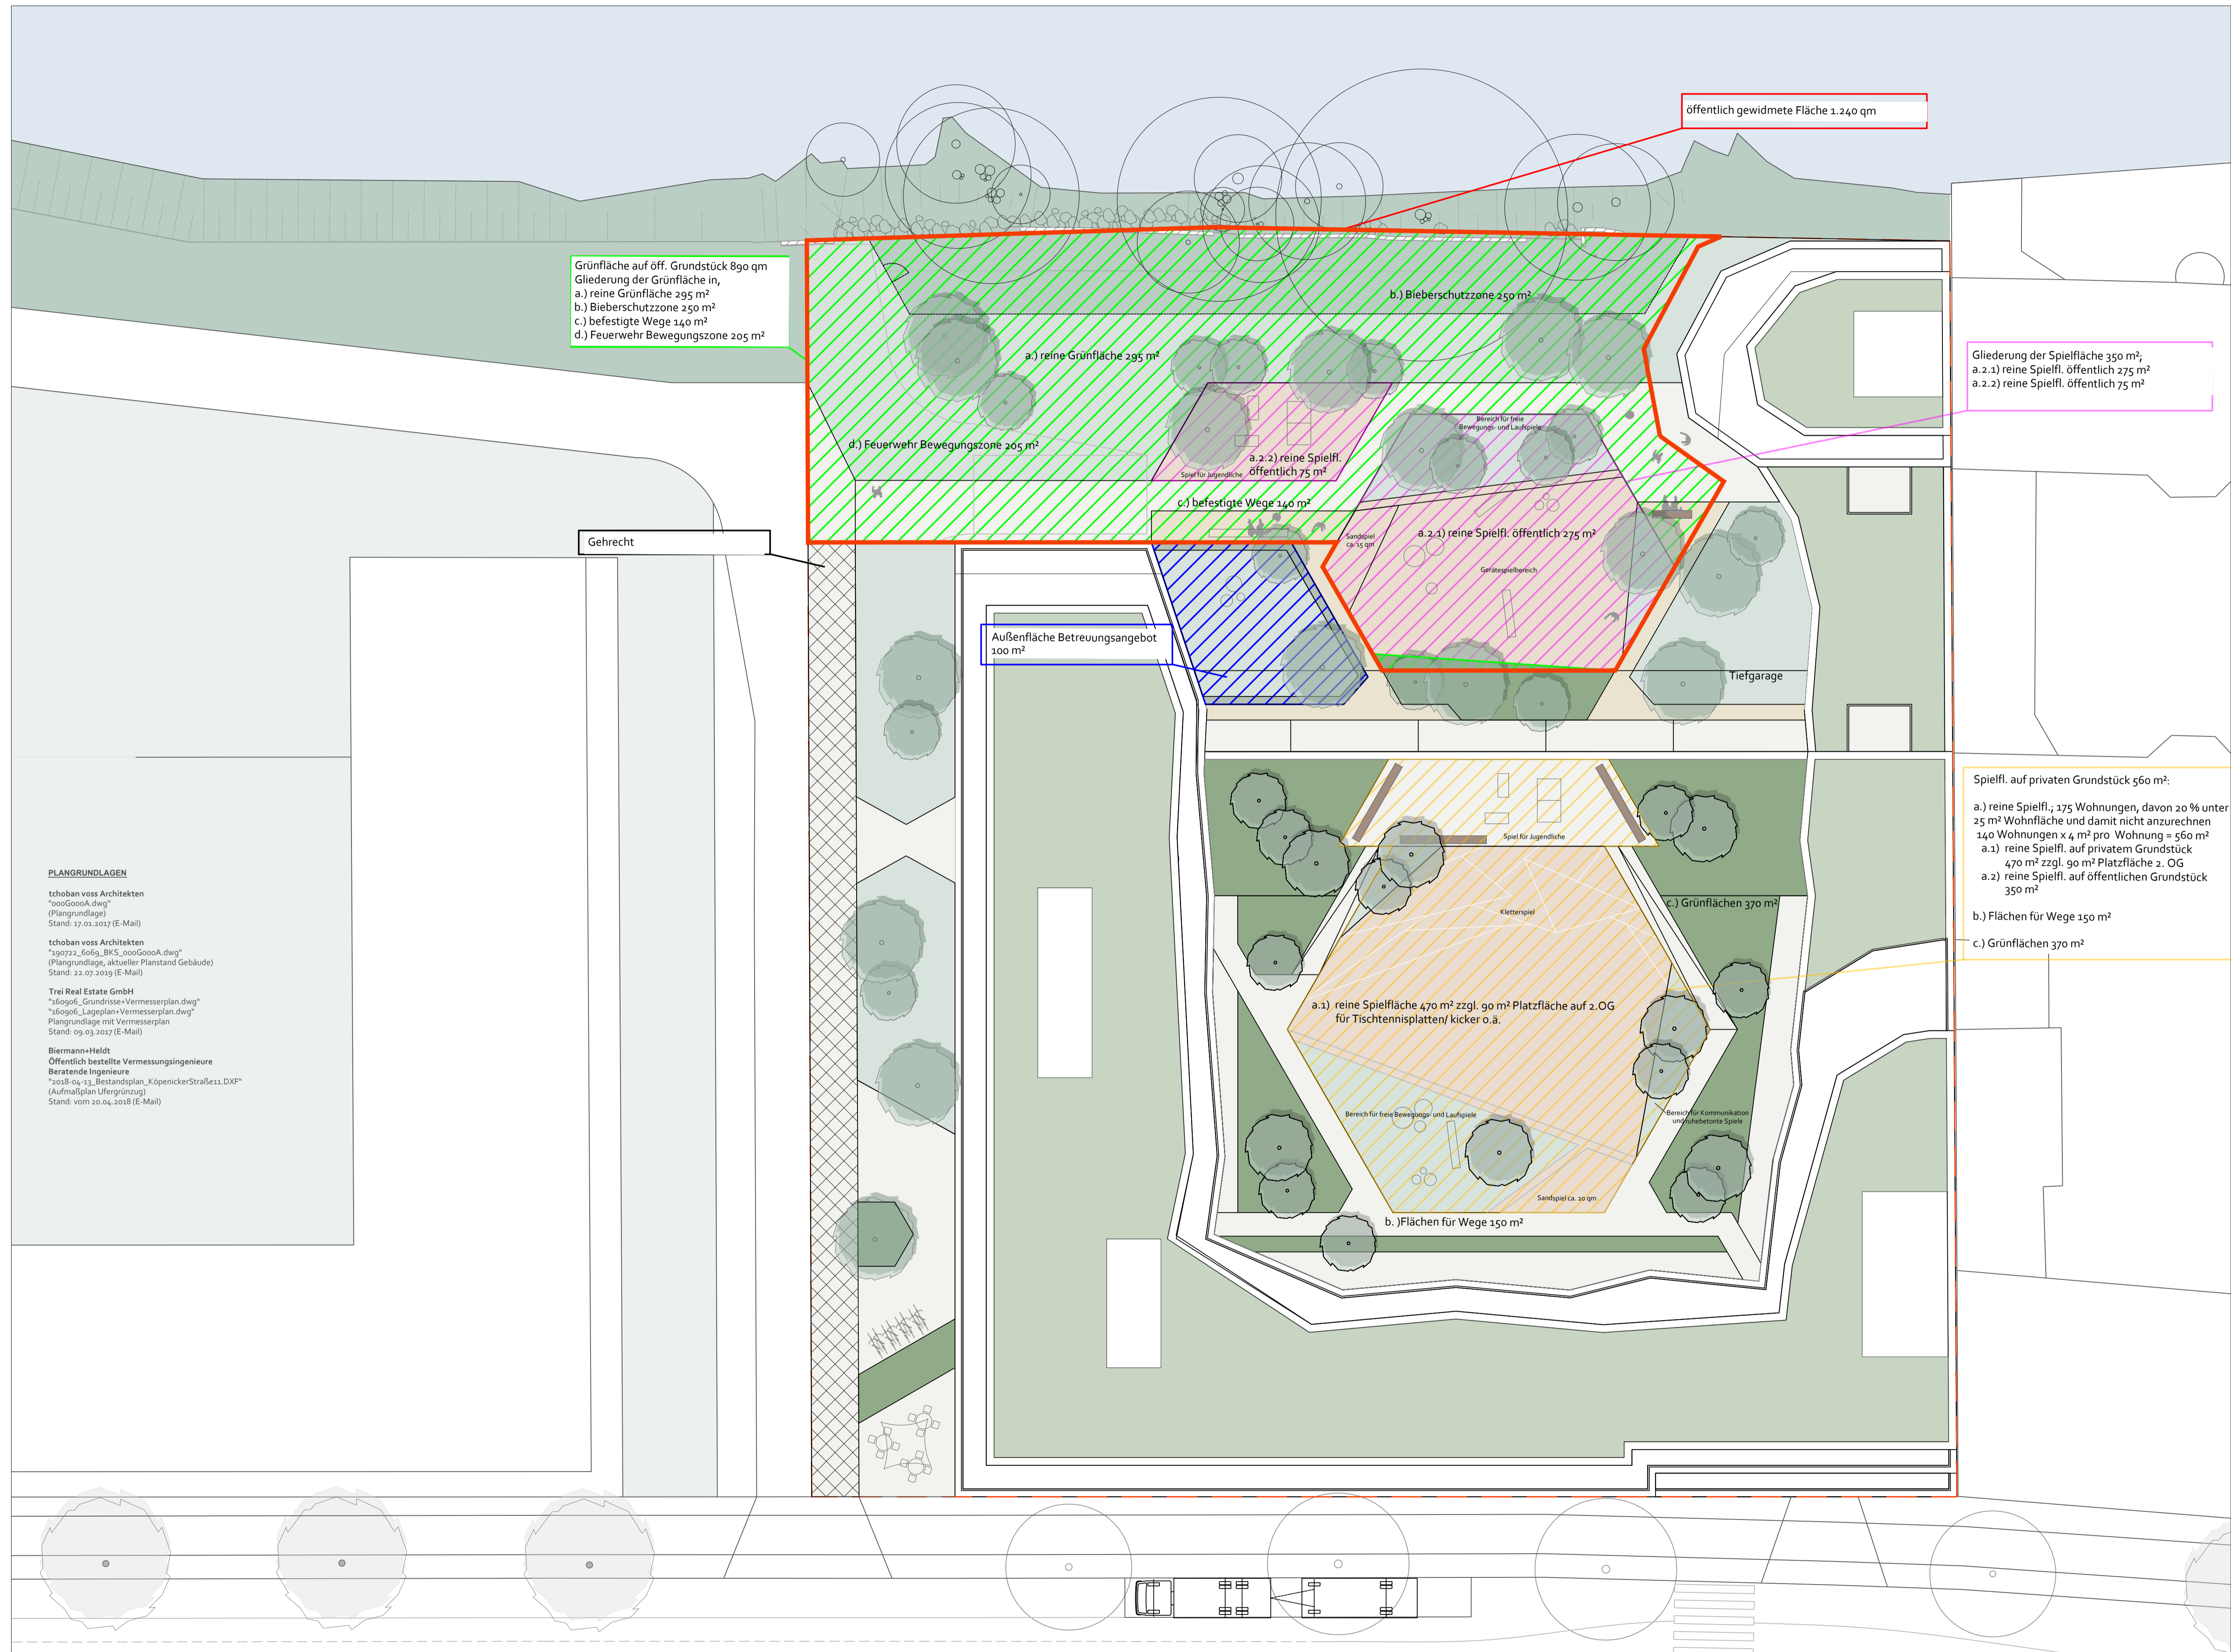 öffentlich gewidmete Fläche 1.240 qm
Grünfläche auf öff. Grundstück 890 qm
Gliederung der Grünfläche in,
a.) reine Grünfläche 295 m²
b.) Bieberschutzzone 250 m²
c.) befestigte Wege 140 m²
d.) Feuerwehr Bewegungszone 205 m²
b.) Bieberschutzzone 250 m²
a.) reine Grünfläche 295 m²
Gliederung der Spielfläche 350 m²;
a.2.1) reine Spielfl. öffentlich 275 m²
a.2.2) reine Spielfl. öffentlich 75 m²
d.) Feuerwehr Bewegungszone 205 m²
Bereich für freie
Bewegungs- und Laufspiele
a.2.2) reine Spielfl.
öffentlich 75 m²
Spiel für Jugendliche
c.) befestigte Wege 140 m²
Sandspiel
ca. 15 qm
a.2.1) reine Spielfl. öffentlich 275 m²
Gerätespielbereich
Gehrecht
Außenfläche Betreuungsangebot
100 m²
Tiefgarage
Spielfl. auf privaten Grundstück 560 m²:
a.) reine Spielfl.; 175 Wohnungen, davon 20 % unter
25 m² Wohnfläche und damit nicht anzurechnen
140 Wohnungen x 4 m² pro Wohnung = 560 m²
a.1) reine Spielfl. auf privatem Grundstück
470 m² zzgl. 90 m² Platzfläche 2. OG
a.2) reine Spielfl. auf öffentlichen Grundstück
350 m²
b.) Flächen für Wege 150 m²
c.) Grünflächen 370 m²
Spiel für Jugendliche
c.) Grünflächen 370 m²
Kletterspiel
a.1) reine Spielfläche 470 m² zzgl. 90 m² Platzfläche auf 2.OG
für Tischtennisplatten/ kicker o.ä.
Bereich für freie Bewegungs- und Laufspiele
Bereich für Kommunikation
und ruhebetonte Spiele
Sandspiel ca. 20 qm
b. )Flächen für Wege 150 m²
PLANGRUNDLAGEN
tchoban voss Architekten
"000G000A.dwg"
(Plangrundlage)
Stand: 17.01.2017 (E-Mail)
tchoban voss Architekten
"190722_6069_BKS_000G000A.dwg"
(Plangrundlage, aktueller Planstand Gebäude)
Stand: 22.07.2019 (E-Mail)
Trei Real Estate GmbH
"160906_Grundrisse+Vermesserplan.dwg"
"160906_Lageplan+Vermesserplan.dwg"
Plangrundlage mit Vermesserplan
Stand: 09.03.2017 (E-Mail)
Biermann+Heldt
Öffentlich bestellte Vermessungsingenieure
Beratende Ingenieure
"2018-04-13_Bestandsplan_KöpenickerStraße11.DXF"
(Aufmaßplan Ufergrünzug)
Stand: vom 20.04.2018 (E-Mail)